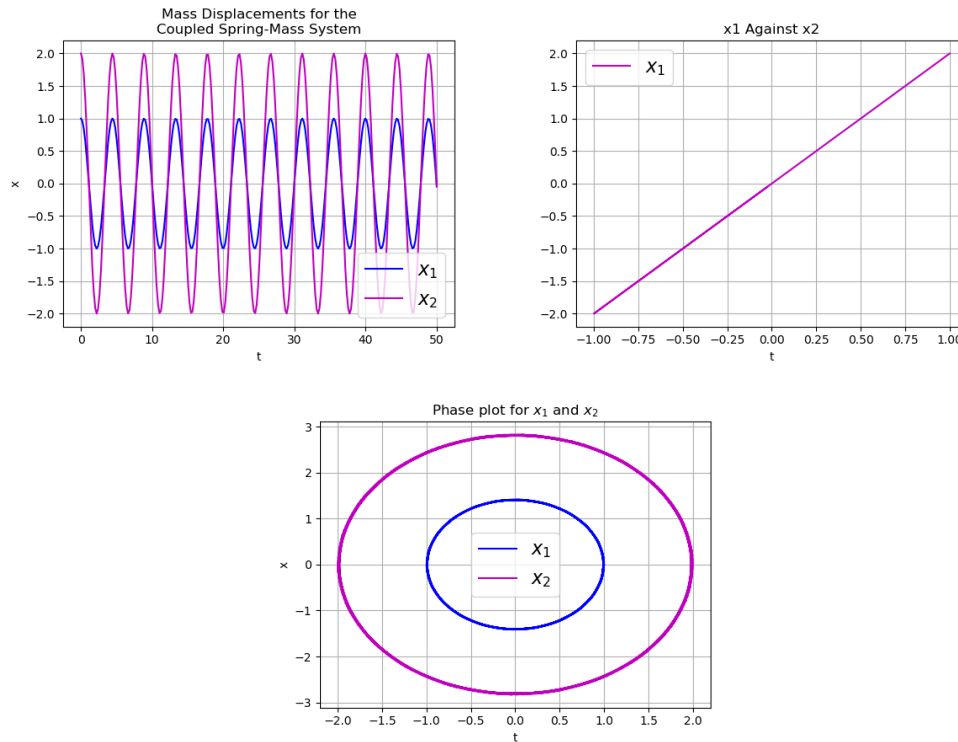 Mass Displacements for the
Coupled Spring-Mass System
2.0
1.5
1.0
0.5
0.0
−0.5
−1.0
−1.5
−2.0
x
x₁
x₂
0 10 20 30 40 50
t
x1 Against x2
x₁
2.0
1.5
1.0
0.5
0.0
−0.5
−1.0
−1.5
−2.0
−1.00 −0.75 −0.50 −0.25 0.00 0.25 0.50 0.75 1.00
t
Phase plot for x₁ and x₂
3
2
1
0
−1
−2
−3
x
x₁
x₂
−2.0 −1.5 −1.0 −0.5 0.0 0.5 1.0 1.5 2.0
t